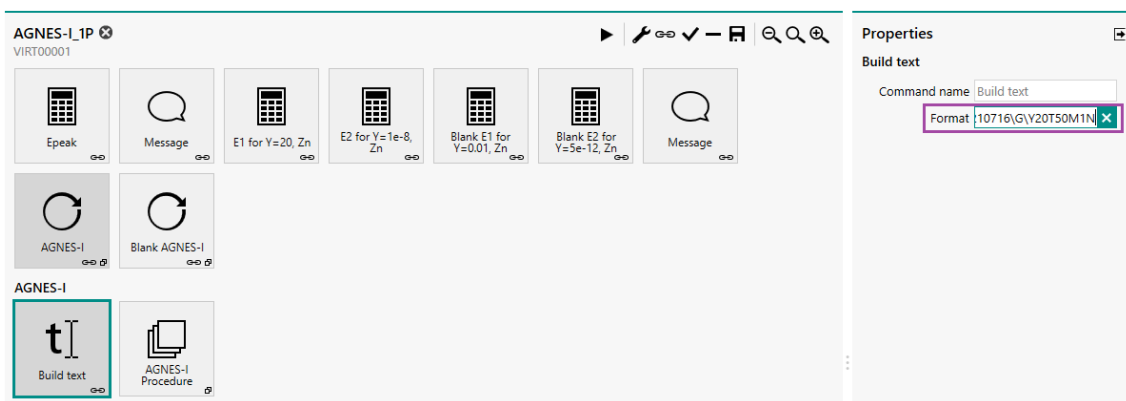 AGNES-I_1P
VIRT00001
Epeak
Message
E1 for Y=20, Zn
E2 for Y=1e-8,
Zn
Blank E1 for
Y=0.01, Zn
Blank E2 for
Y=5e-12, Zn
Message
AGNES-I
Blank AGNES-I
AGNES-I
Build text
AGNES-I
Procedure
Properties
Build text
Command name Build text
Format 10716\G\Y20T50M1N